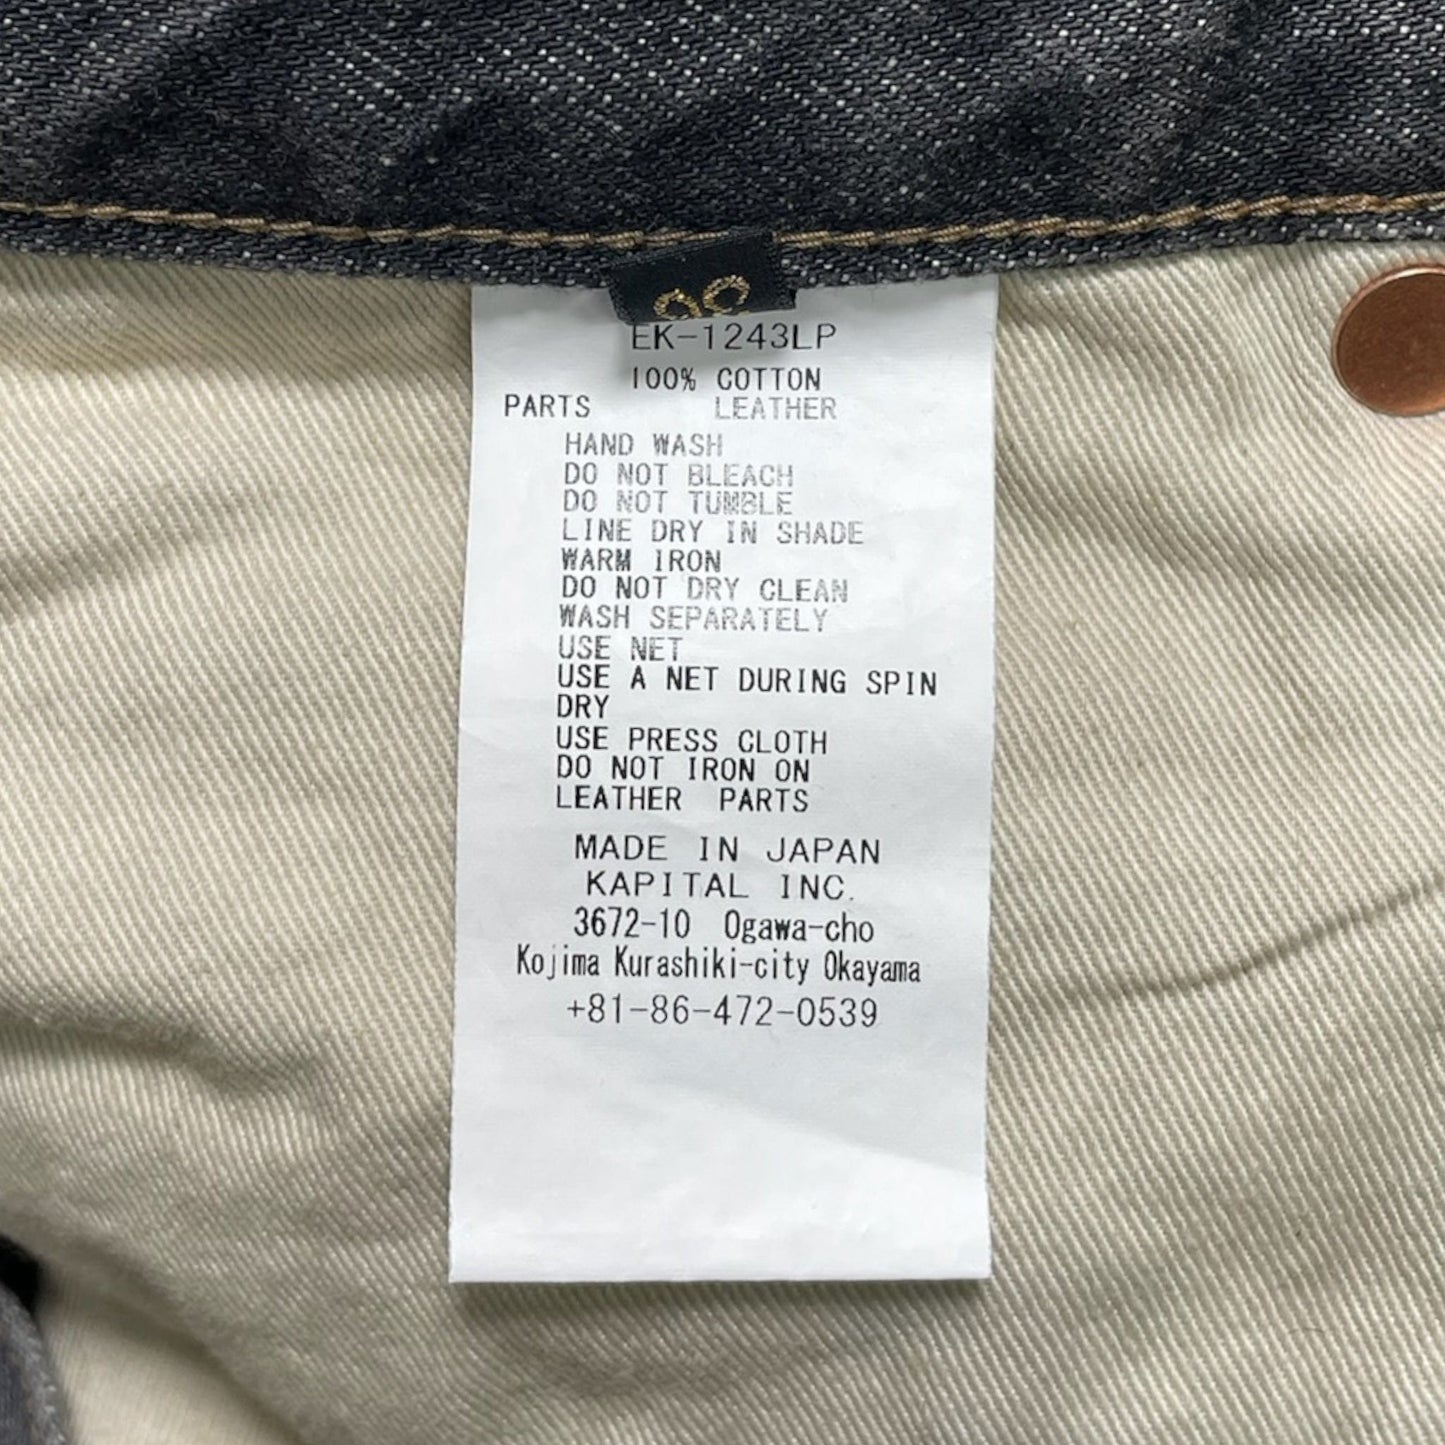 EK-1243LP
100% COTTON
PARTS LEATHER
HAND WASH
DO NOT BLEACH
DO NOT TUMBLE
LINE DRY IN SHADE
WARM IRON
DO NOT DRY CLEAN
WASH SEPARATELY
USE NET
USE A NET DURING SPIN
DRY
USE PRESS CLOTH
DO NOT IRON ON
LEATHER PARTS
MADE IN JAPAN
KAPITAL INC.
3672-10 Ogawa-cho
Kojima Kurashiki-city Okayama
+81-86-472-0539